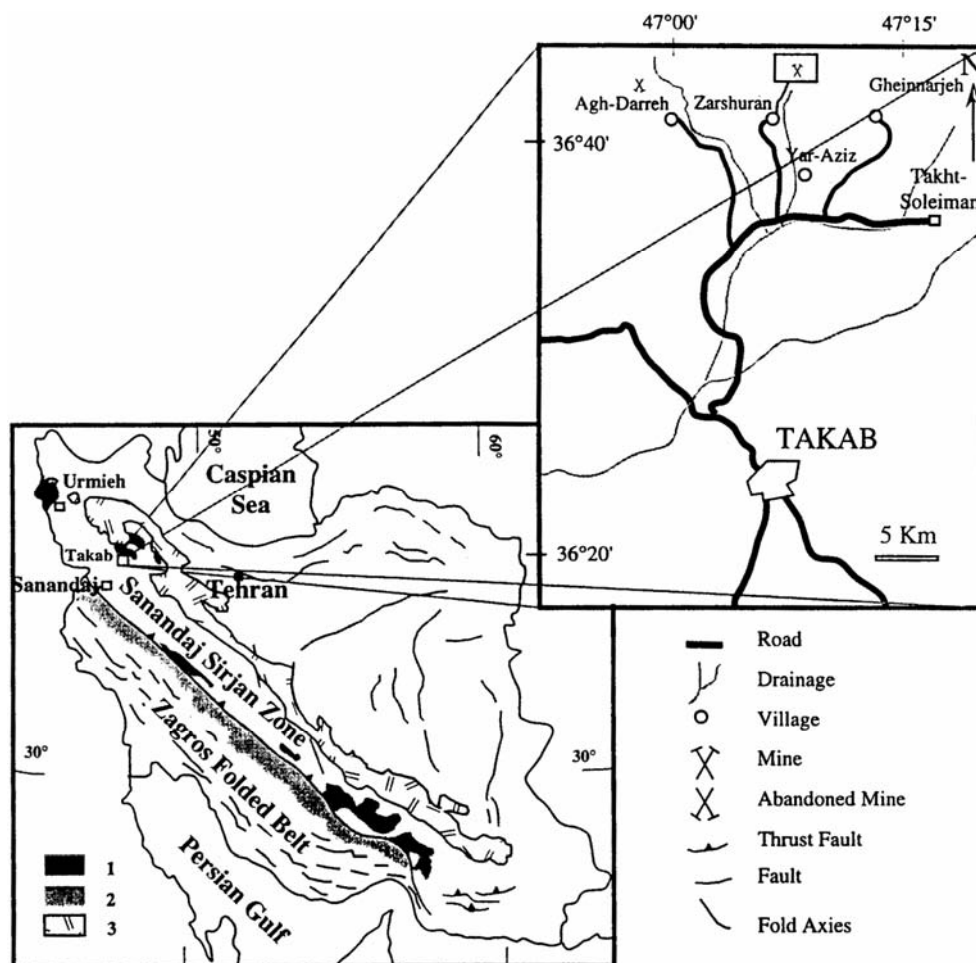 47°00'
47°15'
N
Gheinnarjeh
Agh-Darreh
Zarshuran
36°40'
Yar-Aziz
Takht-
Soleiman
TAKAB
5 Km
36°20'
50°
60°
Caspian
Sea
Urmieh
Takab
Sanandaj
Tehran
Sanandaj Sirjan Zone
Zagros Folded Belt
30°
30°
Persian Gulf
1
2
3
Road
Drainage
Village
Mine
Abandoned Mine
Thrust Fault
Fault
Fold Axies